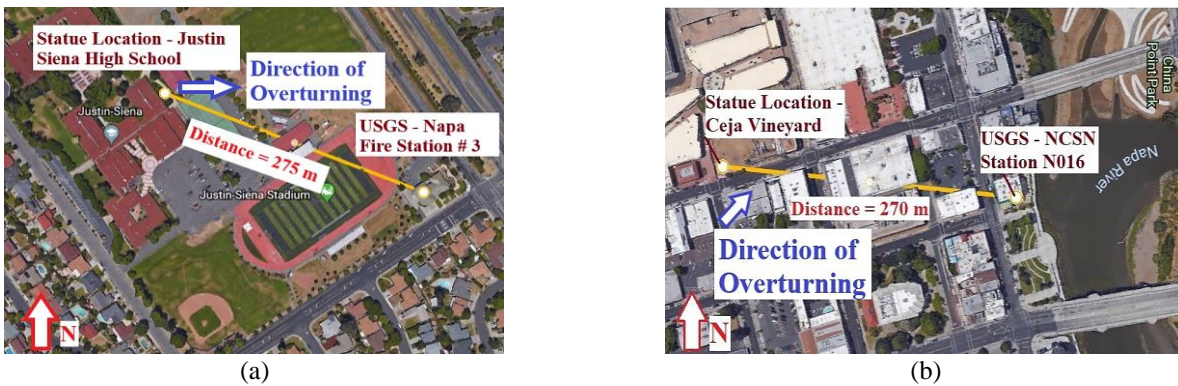 Statue Location - Justin
Siena High School
Direction of
Overturning
Justin-Siena
USGS - Napa
Fire Station # 3
Distance = 275 m
Justin-Siena Stadium
N
(a)
China
Point Park
Statue Location -
Ceja Vineyard
USGS - NCSN
Station N016
Napa River
Distance = 270 m
Direction of
Overturning
N
(b)